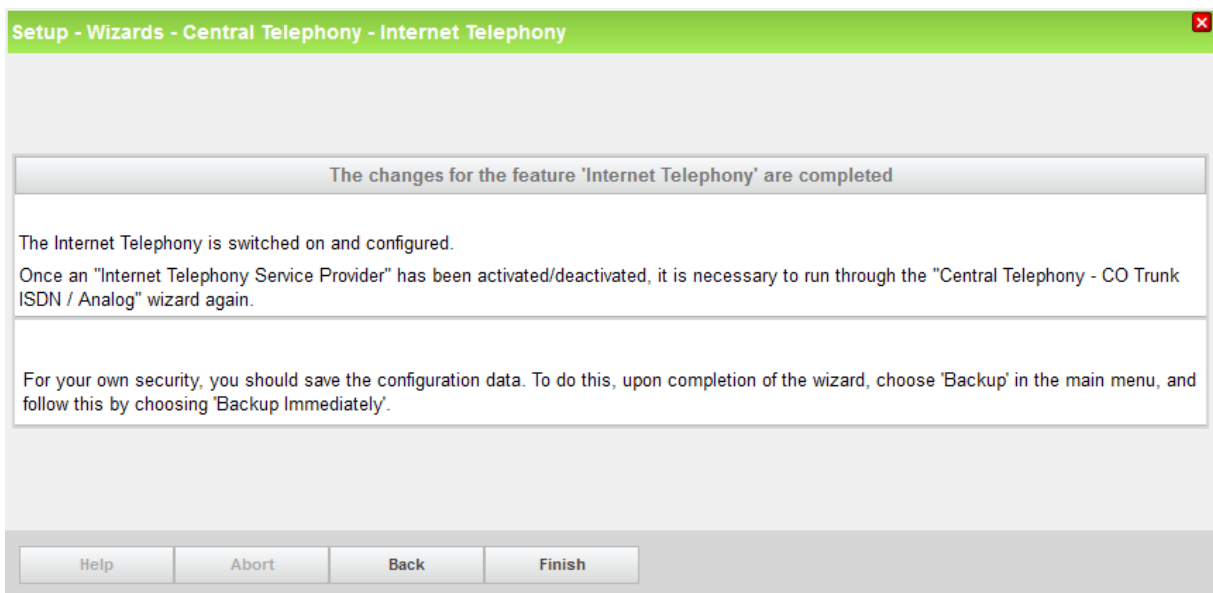 Setup - Wizards - Central Telephony - Internet Telephony
The changes for the feature 'Internet Telephony' are completed
The Internet Telephony is switched on and configured.
Once an "Internet Telephony Service Provider" has been activated/deactivated, it is necessary to run through the "Central Telephony - CO Trunk
ISDN / Analog" wizard again.
For your own security, you should save the configuration data. To do this, upon completion of the wizard, choose 'Backup' in the main menu, and
follow this by choosing 'Backup Immediately'.
Help Abort Back Finish